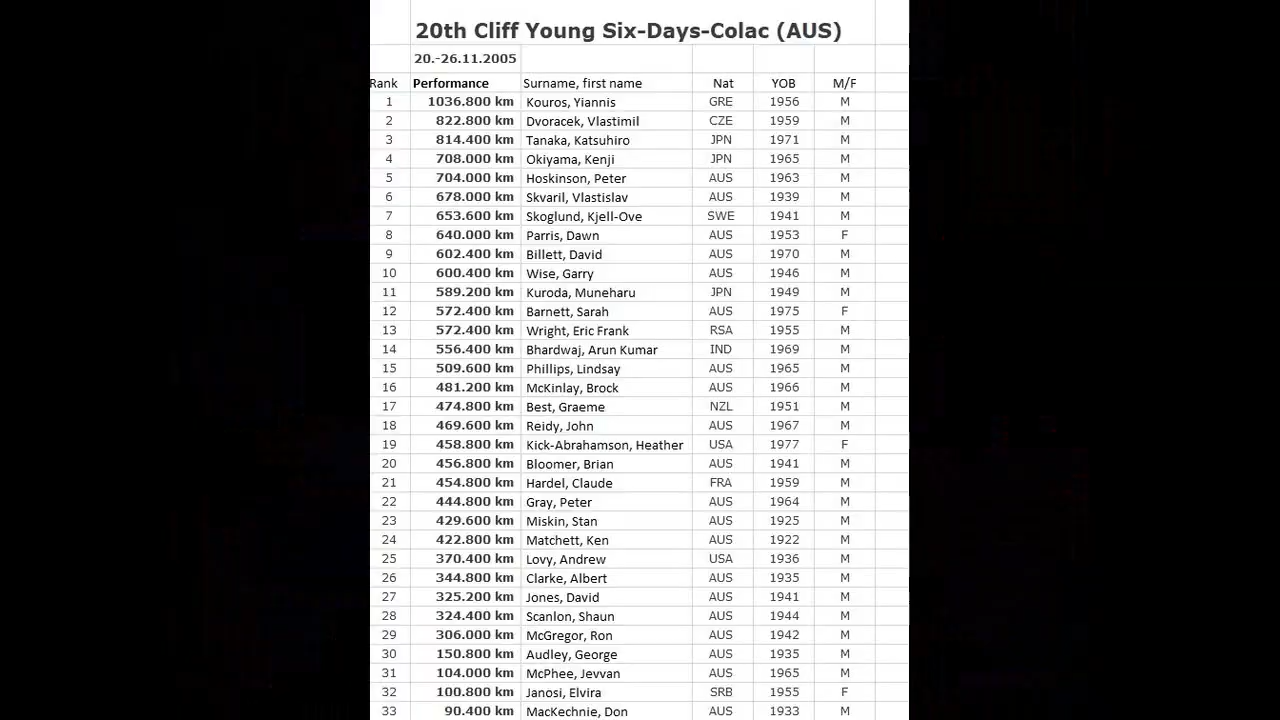 20th Cliff Young Six-Days-Colac (AUS)
20.-26.11.2005
Rank Performance Surname, first name Nat YOB M/F
1 1036.800 km Kouros, Yiannis GRE 1956 M
2 822.800 km Dvoracek, Vlastimil CZE 1959 M
3 814.400 km Tanaka, Katsuhiro JPN 1971 M
4 708.000 km Okiyama, Kenji JPN 1965 M
5 704.000 km Hoskinson, Peter AUS 1963 M
6 678.000 km Skvaril, Vlastislav AUS 1939 M
7 653.600 km Skoglund, Kjell-Ove SWE 1941 M
8 640.000 km Parris, Dawn AUS 1953 F
9 602.400 km Billett, David AUS 1970 M
10 600.400 km Wise, Garry AUS 1946 M
11 589.200 km Kuroda, Muneharu JPN 1949 M
12 572.400 km Barnett, Sarah AUS 1975 F
13 572.400 km Wright, Eric Frank RSA 1955 M
14 556.400 km Bhardwaj, Arun Kumar IND 1969 M
15 509.600 km Phillips, Lindsay AUS 1965 M
16 481.200 km McKinlay, Brock AUS 1966 M
17 474.800 km Best, Graeme NZL 1951 M
18 469.600 km Reidy, John AUS 1967 M
19 458.800 km Kick-Abrahamson, Heather USA 1977 F
20 456.800 km Bloomer, Brian AUS 1941 M
21 454.800 km Hardel, Claude FRA 1959 M
22 444.800 km Gray, Peter AUS 1964 M
23 429.600 km Miskin, Stan AUS 1925 M
24 422.800 km Matchett, Ken AUS 1922 M
25 370.400 km Lovy, Andrew USA 1936 M
26 344.800 km Clarke, Albert AUS 1935 M
27 325.200 km Jones, David AUS 1941 M
28 324.400 km Scanlon, Shaun AUS 1944 M
29 306.000 km McGregor, Ron AUS 1942 M
30 150.800 km Audley, George AUS 1935 M
31 104.000 km McPhee, Jevvan AUS 1965 M
32 100.800 km Janosi, Elvira SRB 1955 F
33 90.400 km MacKechnie, Don AUS 1933 M